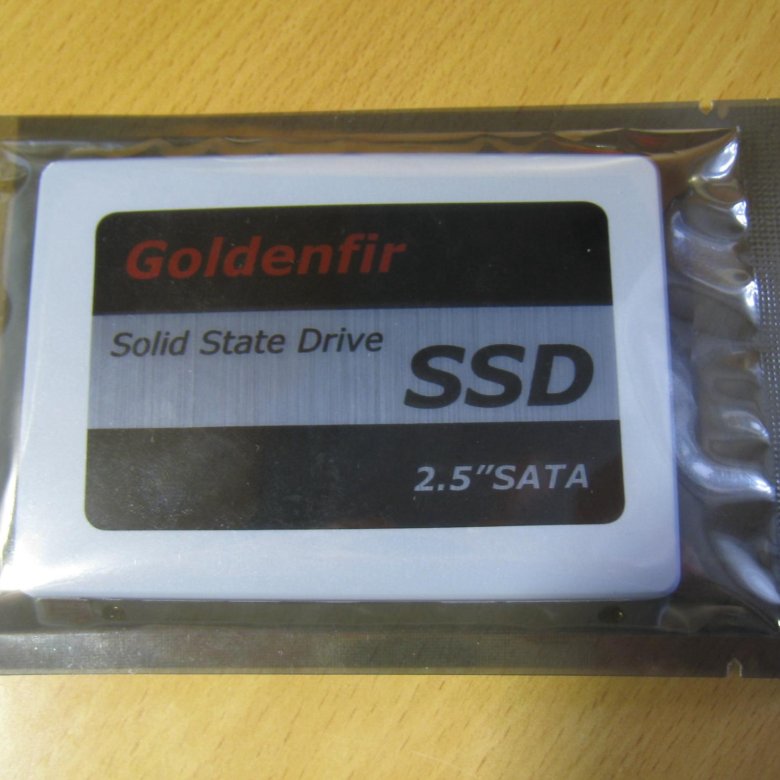 Goldenfir
Solid State Drive
SSD
2.5"SATA